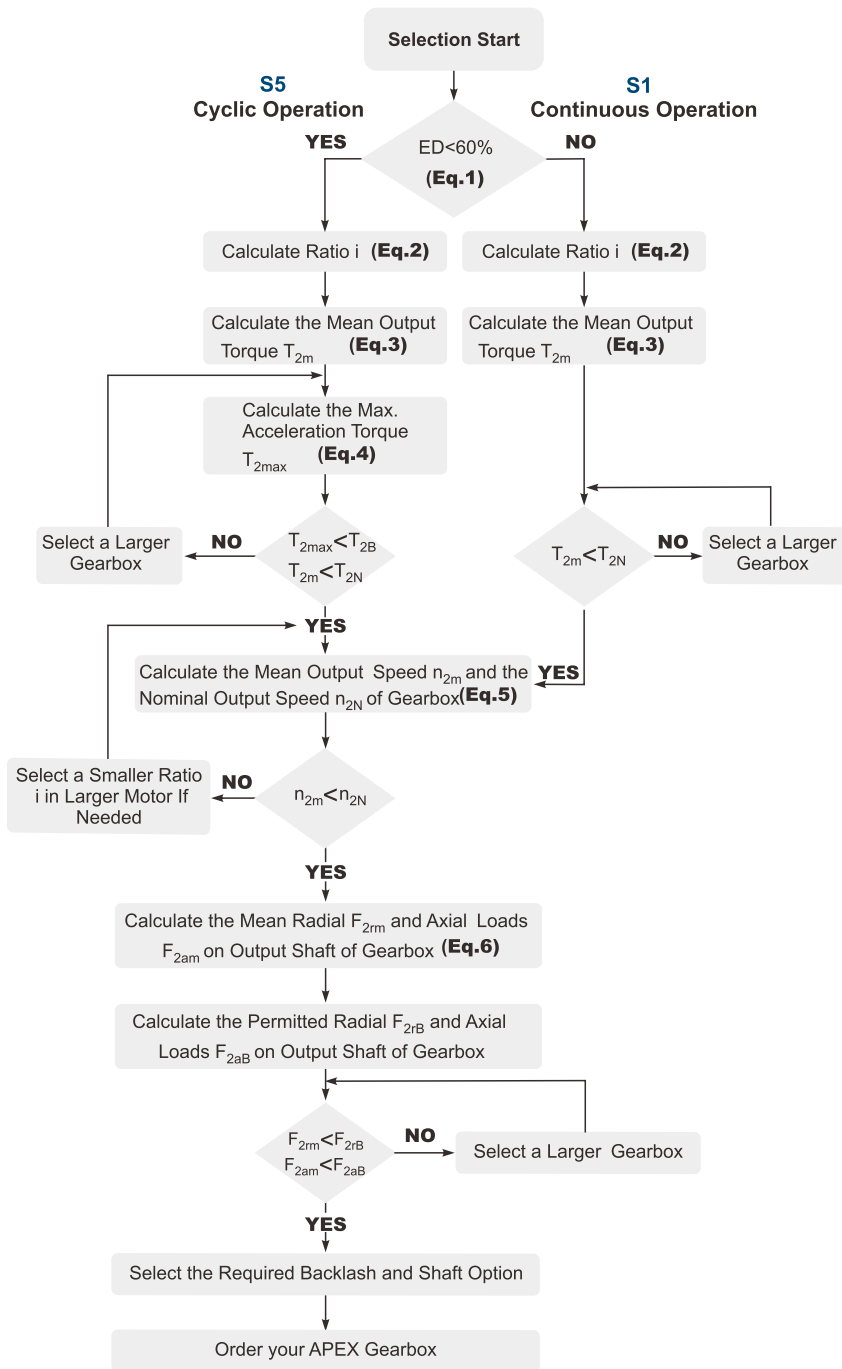 Selection Start
S5
Cyclic Operation
S1
Continuous Operation
YES
NO
ED<60%
(Eq.1)
Calculate Ratio i (Eq.2)
Calculate Ratio i (Eq.2)
Calculate the Mean Output
Torque T2m (Eq.3)
Calculate the Mean Output
Torque T2m (Eq.3)
Calculate the Max.
Acceleration Torque
T2max (Eq.4)
Select a Larger
Gearbox
NO
T2max<T2B
T2m<T2N
T2m<T2N
NO
Select a Larger
Gearbox
YES
Calculate the Mean Output Speed n2m and the
Nominal Output Speed n2N of Gearbox(Eq.5)
YES
Select a Smaller Ratio
i in Larger Motor If
Needed
NO
n2m<n2N
YES
Calculate the Mean Radial F2rm and Axial Loads
F2am on Output Shaft of Gearbox (Eq.6)
Calculate the Permitted Radial F2rB and Axial
Loads F2aB on Output Shaft of Gearbox
F2rm<F2rB
F2am<F2aB
NO
Select a Larger Gearbox
YES
Select the Required Backlash and Shaft Option
Order your APEX Gearbox